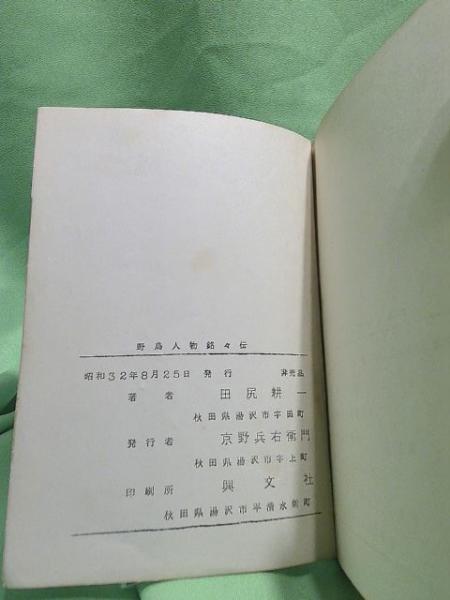 野鳥人物銘々伝
昭和32年8月25日 発行 非売品
著者 田尻耕一
秋田県湯沢市字田町
発行者 京野兵右衛門
秋田県湯沢市字上町
印刷所 興文社
秋田県湯沢市平清水新町